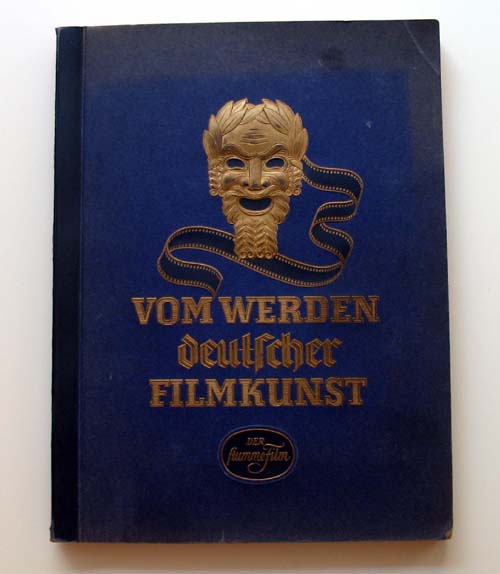 VOM WERDEN
deutscher
FILMKUNST
DER
stumme Film